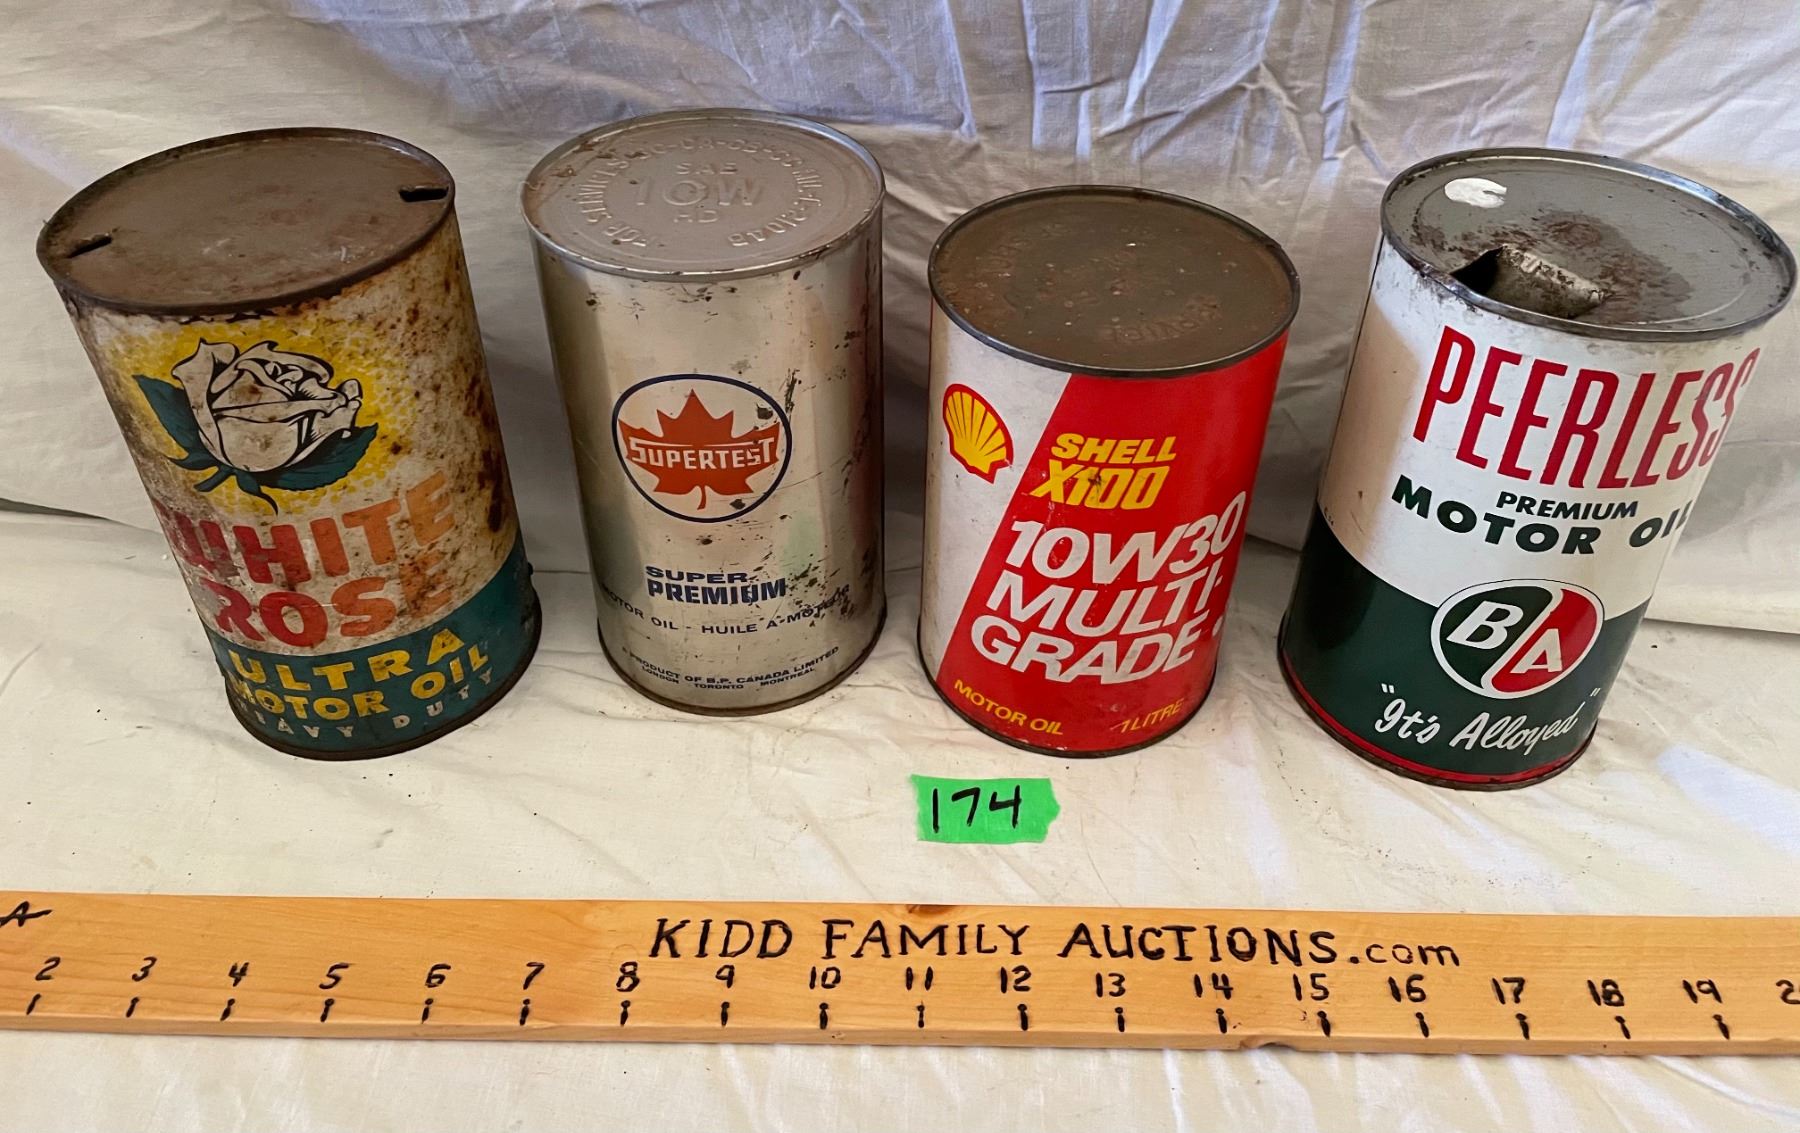 WHITE
ROSE
ULTRA
MOTOR OIL
HEAVY DUTY
SAE
10W
HD
SUPERTEST
SUPER
PREMIUM
MOTOR OIL - HUILE A MOTEUR
A PRODUCT OF B.P. CANADA LIMITED
LONDON TORONTO MONTREAL
SHELL
X100
10W30
MULTI-
GRADE
MOTOR OIL 1 LITRE
PEERLESS
PREMIUM
MOTOR OIL
B/A
"It's Alloyed"
174
KIDD FAMILY AUCTIONS.com
2 3 4 5 6 7 8 9 10 11 12 13 14 15 16 17 18 19